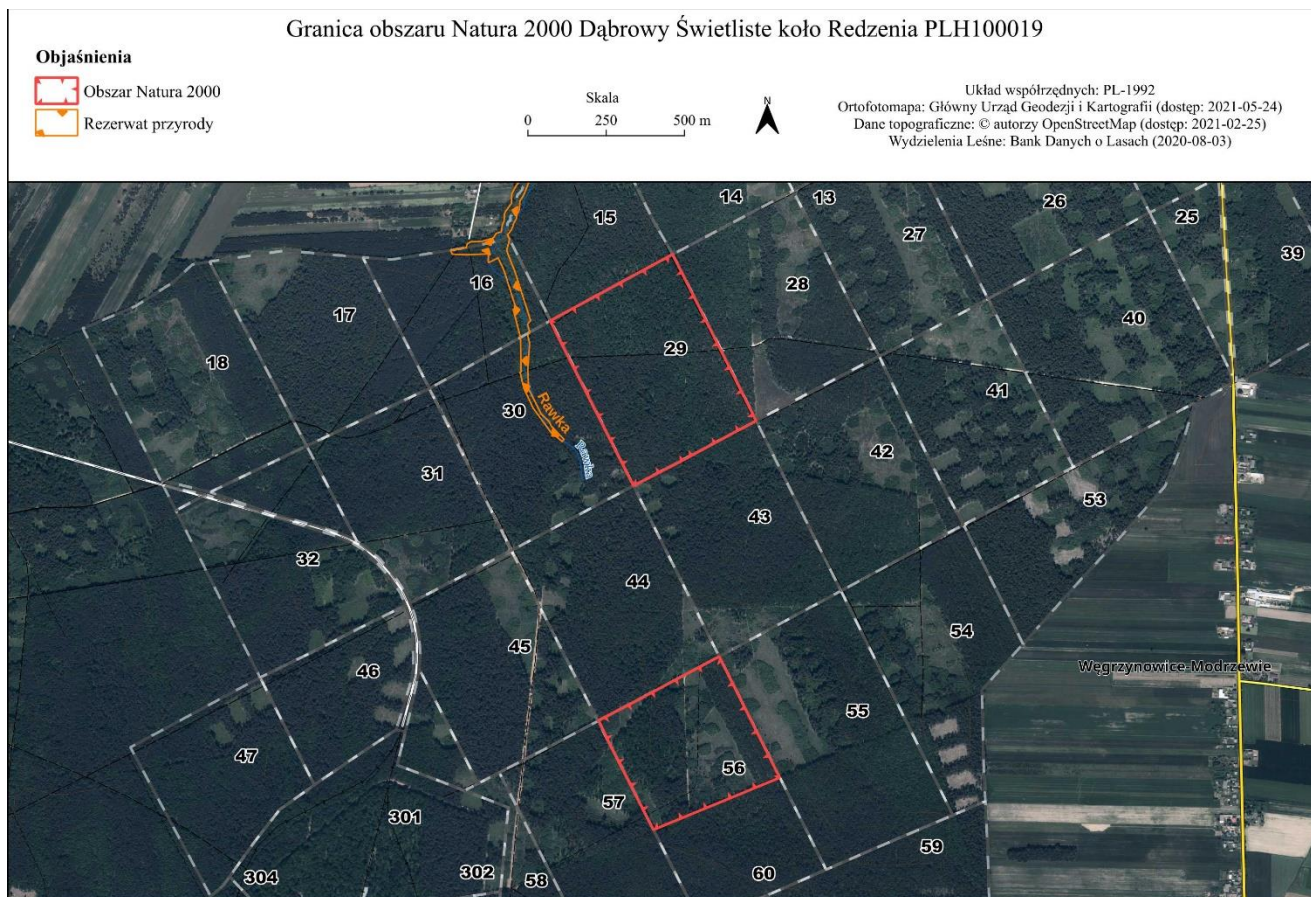 Granica obszaru Natura 2000 Dąbrowy Świetliste koło Redzenia PLH100019
Objaśnienia
Obszar Natura 2000
Rezerwat przyrody
Skala
0 250 500 m
N
Układ współrzędnych: PL-1992
Ortofotomapa: Główny Urząd Geodezji i Kartografii (dostęp: 2021-05-24)
Dane topograficzne: © autorzy OpenStreetMap (dostęp: 2021-02-25)
Wydzielenia Leśne: Bank Danych o Lasach (2020-08-03)
14
13
26
25
15
27
39
16
28
17
40
18
29
41
30
Rawka
42
Rawka
31
53
43
32
44
45
54
46
Węgrzynowice-Modrzewie
55
47
56
57
301
59
304
302
58
60